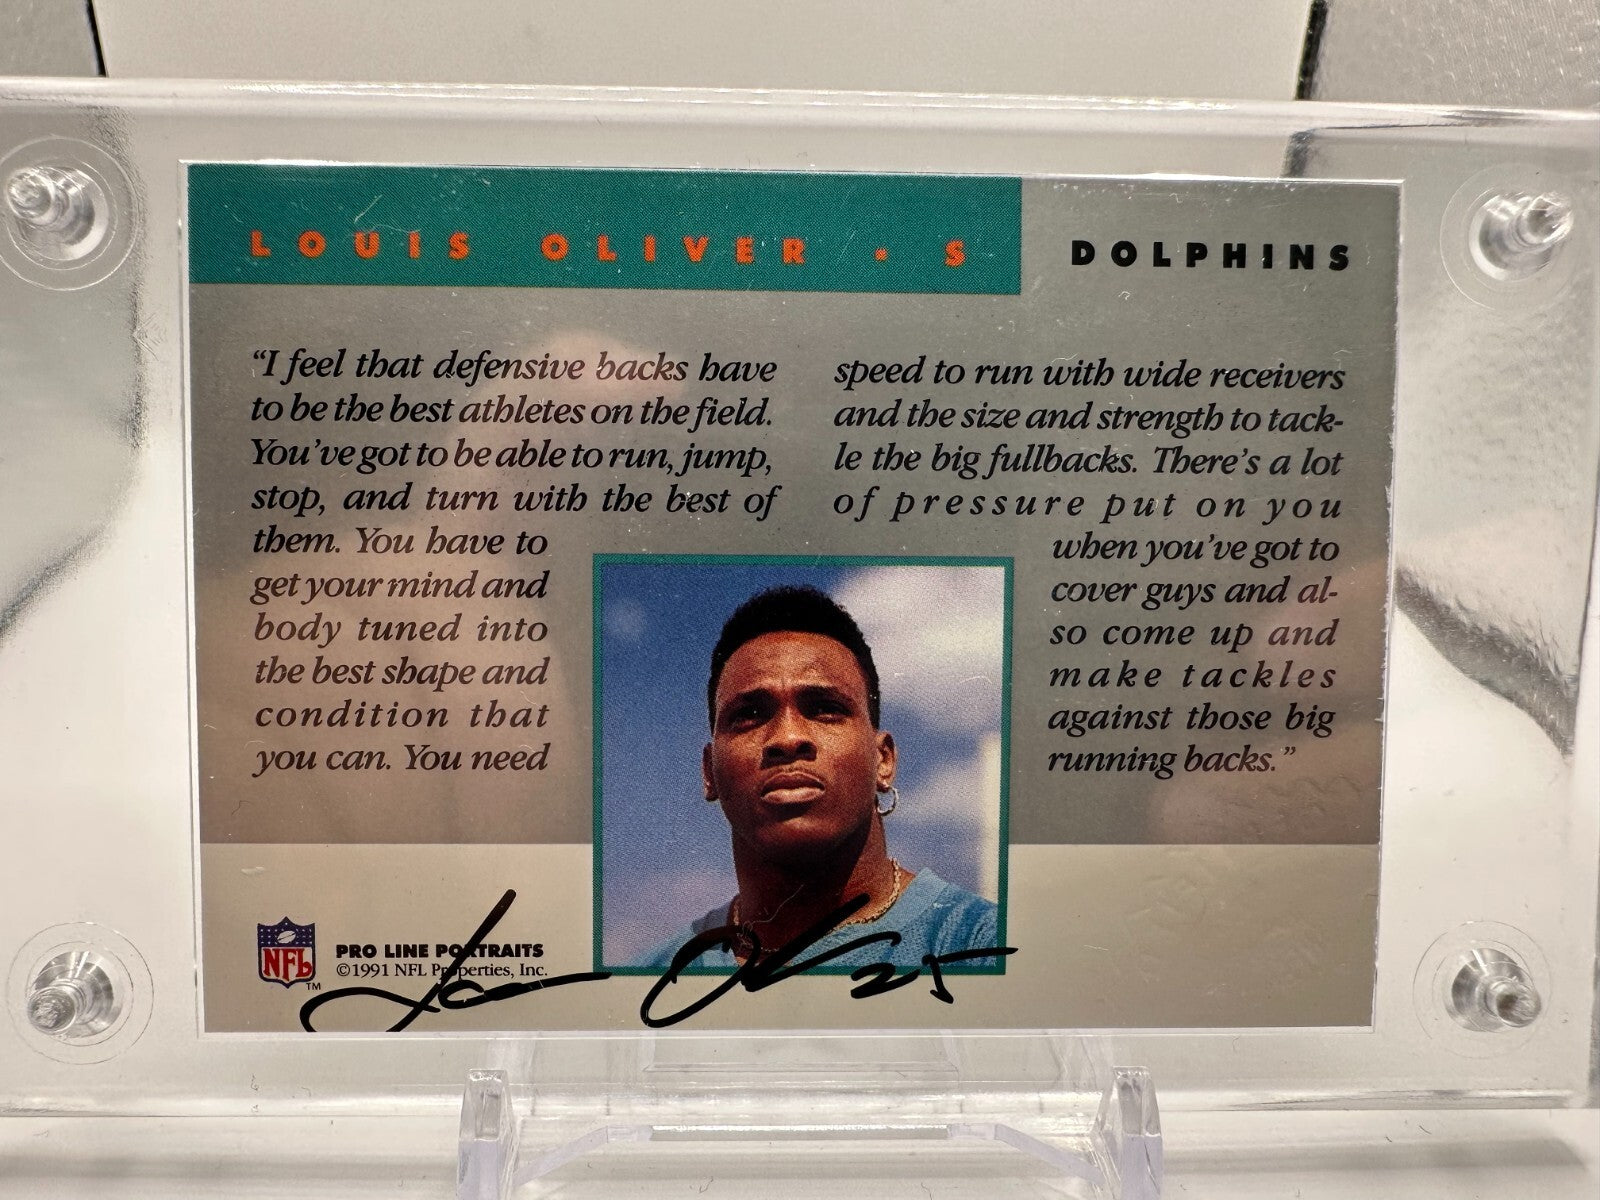 LOUIS OLIVER • S
DOLPHINS
“I feel that defensive backs have
to be the best athletes on the field.
You’ve got to be able to run, jump,
stop, and turn with the best of
them. You have to
get your mind and
body tuned into
the best shape and
condition that
you can. You need
speed to run with wide receivers
and the size and strength to tack-
le the big fullbacks. There’s a lot
of pressure put on you
when you’ve got to
cover guys and al-
so come up and
make tackles
against those big
running backs.”
NFL
TM
PRO LINE PORTRAITS
©1991 NFL Properties, Inc.
25